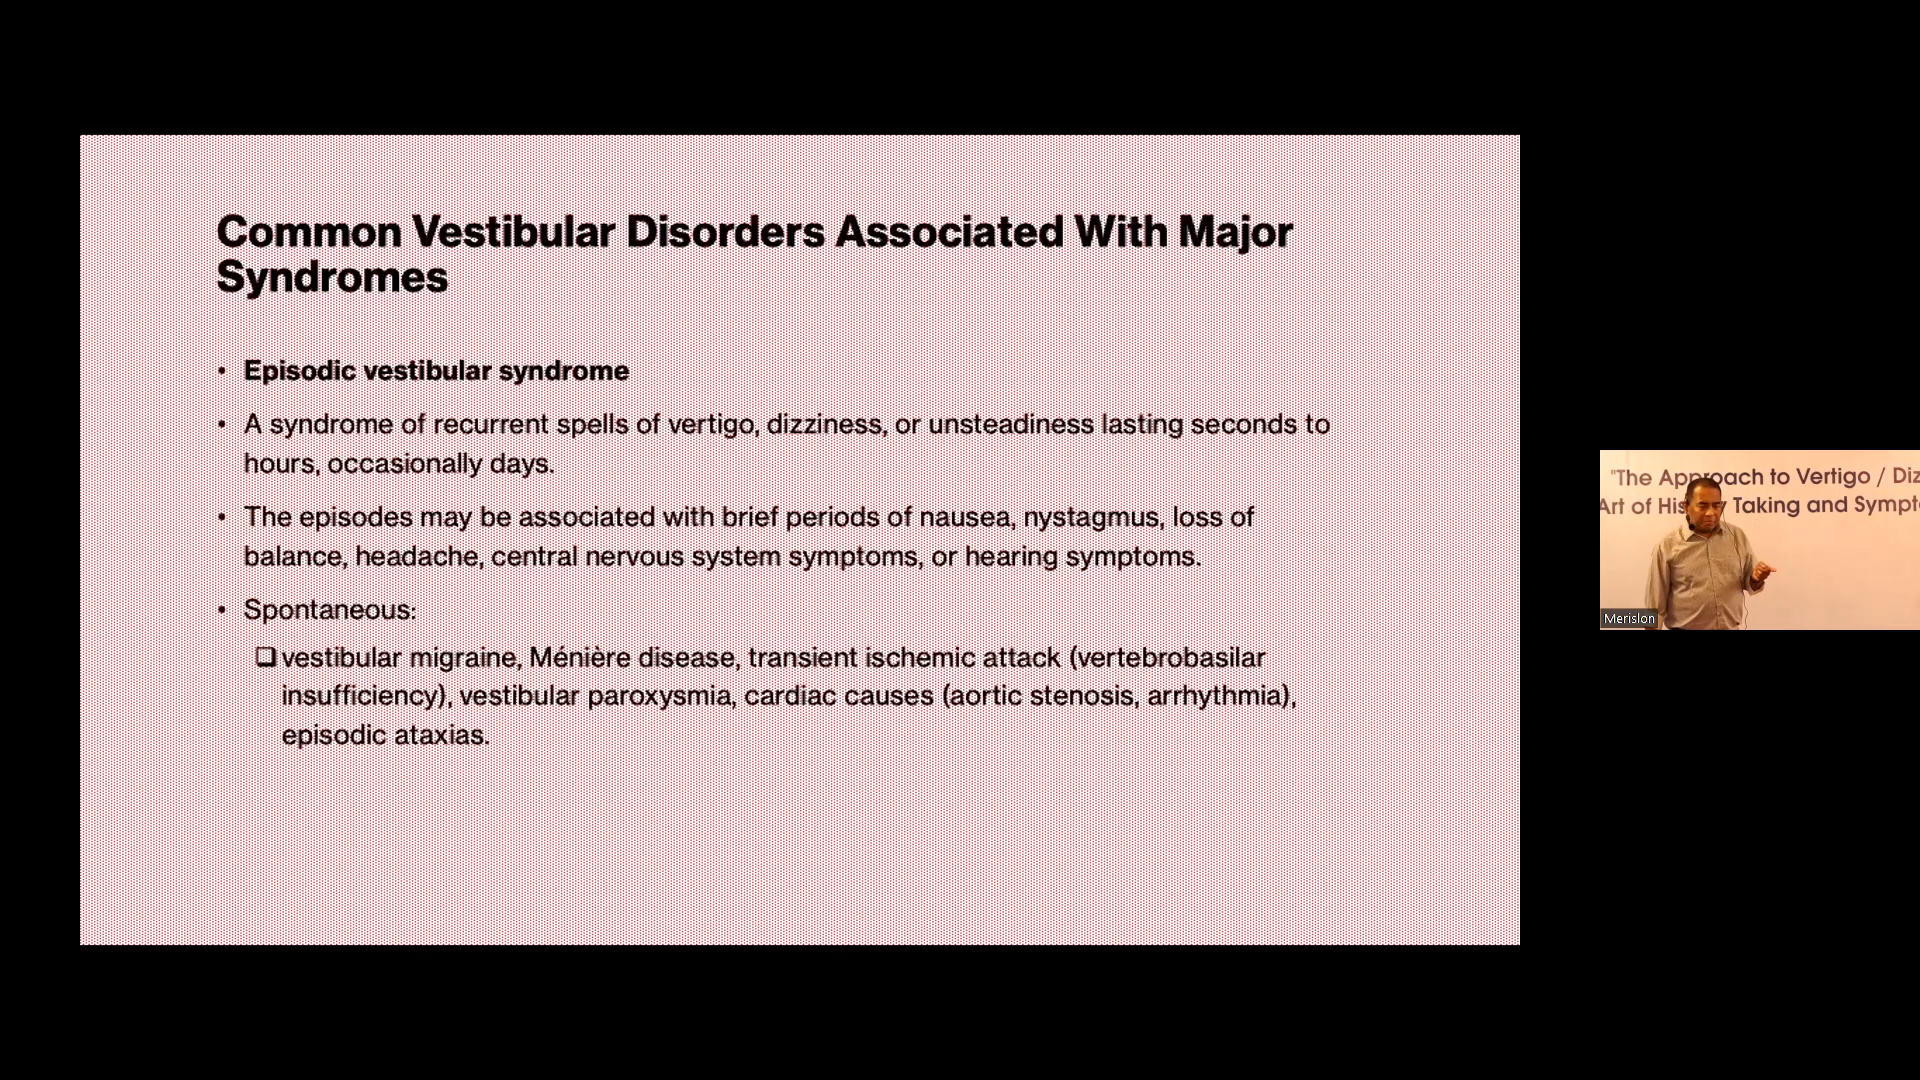 Common Vestibular Disorders Associated With Major
Syndromes
• Episodic vestibular syndrome
• A syndrome of recurrent spells of vertigo, dizziness, or unsteadiness lasting seconds to
hours, occasionally days.
• The episodes may be associated with brief periods of nausea, nystagmus, loss of
balance, headache, central nervous system symptoms, or hearing symptoms.
• Spontaneous:
❑ vestibular migraine, Ménière disease, transient ischemic attack (vertebrobasilar
insufficiency), vestibular paroxysmia, cardiac causes (aortic stenosis, arrhythmia),
episodic ataxias.
"The Approach to Vertigo / Diz
Art of His Taking and Sympt
Merislon